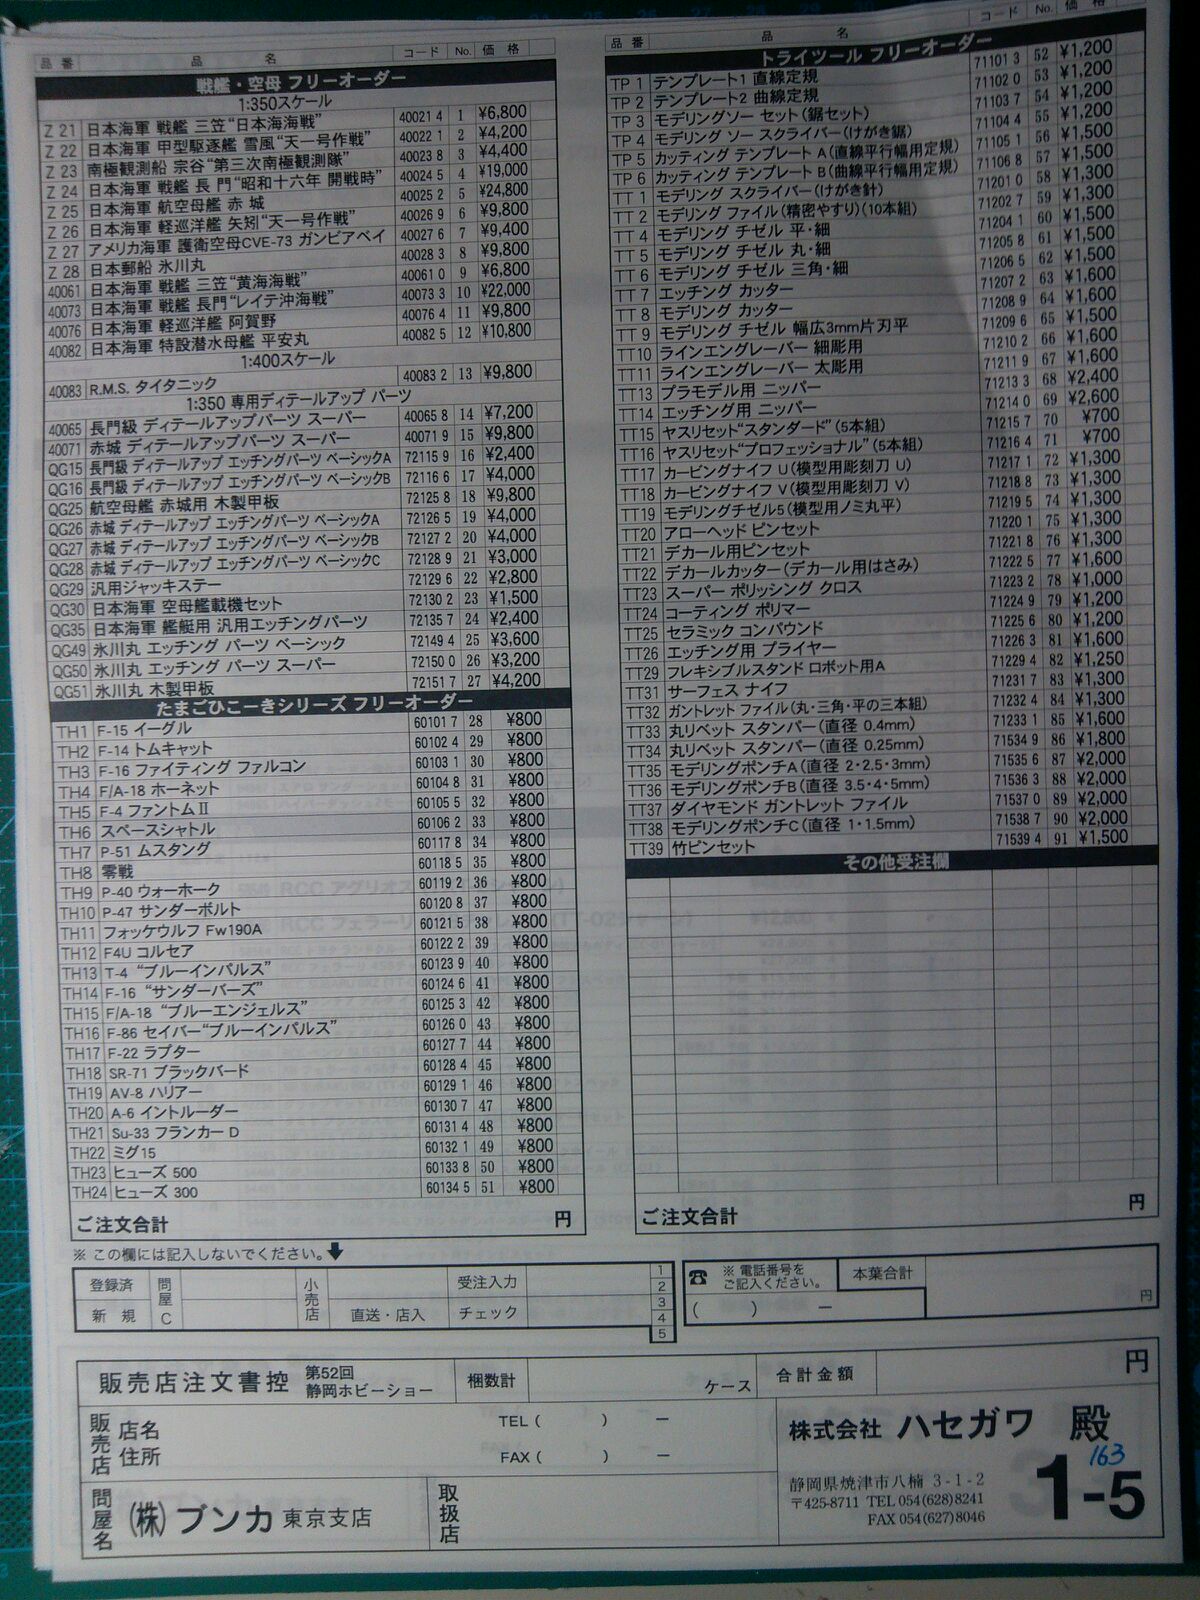 品番 品名 コード No. 価格
戦艦・空母 フリーオーダー
1:350スケール
Z 21 日本海軍 戦艦 三笠“日本海海戦” 40021 4 1 ¥6,800
Z 22 日本海軍 甲型駆逐艦 雪風“天一号作戦” 40022 1 2 ¥4,200
Z 23 南極観測船 宗谷“第三次南極観測隊” 40023 8 3 ¥4,400
Z 24 日本海軍 戦艦 長門“昭和十六年 開戦時” 40024 5 4 ¥19,000
Z 25 日本海軍 航空母艦 赤城 40025 2 5 ¥24,800
Z 26 日本海軍 軽巡洋艦 矢矧“天一号作戦” 40026 9 6 ¥9,800
Z 27 アメリカ海軍 護衛空母CVE-73 ガンビアベイ 40027 6 7 ¥9,400
Z 28 日本郵船 氷川丸 40028 3 8 ¥9,800
40061 日本海軍 戦艦 三笠“黄海海戦” 40061 0 9 ¥6,800
40073 日本海軍 戦艦 長門“レイテ沖海戦” 40073 3 10 ¥22,000
40076 日本海軍 軽巡洋艦 阿賀野 40076 4 11 ¥9,800
40082 日本海軍 特設潜水母艦 平安丸 40082 5 12 ¥10,800
1:400スケール
40083 R.M.S. タイタニック 40083 2 13 ¥9,800
1:350 専用ディテールアップ パーツ
40065 長門級 ディテールアップパーツ スーパー 40065 8 14 ¥7,200
40071 赤城 ディテールアップパーツ スーパー 40071 9 15 ¥9,800
QG15 長門級 ディテールアップ エッチングパーツ ベーシックA 72115 9 16 ¥2,400
QG16 長門級 ディテールアップ エッチングパーツ ベーシックB 72116 6 17 ¥4,000
QG25 航空母艦 赤城用 木製甲板 72125 8 18 ¥9,800
QG26 赤城 ディテールアップ エッチングパーツ ベーシックA 72126 5 19 ¥4,000
QG27 赤城 ディテールアップ エッチングパーツ ベーシックB 72127 2 20 ¥4,000
QG28 赤城 ディテールアップ エッチングパーツ ベーシックC 72128 9 21 ¥3,000
QG29 汎用ジャッキステー 72129 6 22 ¥2,800
QG30 日本海軍 空母艦載機セット 72130 2 23 ¥1,500
QG35 日本海軍 艦艇用 汎用エッチングパーツ 72135 7 24 ¥2,400
QG49 氷川丸 エッチング パーツ ベーシック 72149 4 25 ¥3,600
QG50 氷川丸 エッチング パーツ スーパー 72150 0 26 ¥3,200
QG51 氷川丸 木製甲板 72151 7 27 ¥4,200
たまごひこーきシリーズ フリーオーダー
TH1 F-15 イーグル 60101 7 28 ¥800
TH2 F-14 トムキャット 60102 4 29 ¥800
TH3 F-16 ファイティング ファルコン 60103 1 30 ¥800
TH4 F/A-18 ホーネット 60104 8 31 ¥800
TH5 F-4 ファントムⅡ 60105 5 32 ¥800
TH6 スペースシャトル 60106 2 33 ¥800
TH7 P-51 ムスタング 60117 8 34 ¥800
TH8 零戦 60118 5 35 ¥800
TH9 P-40 ウォーホーク 60119 2 36 ¥800
TH10 P-47 サンダーボルト 60120 8 37 ¥800
TH11 フォッケウルフ Fw190A 60121 5 38 ¥800
TH12 F4U コルセア 60122 2 39 ¥800
TH13 T-4 “ブルーインパルス” 60123 9 40 ¥800
TH14 F-16 “サンダーバーズ” 60124 6 41 ¥800
TH15 F/A-18 “ブルーエンジェルス” 60125 3 42 ¥800
TH16 F-86 セイバー“ブルーインパルス” 60126 0 43 ¥800
TH17 F-22 ラプター 60127 7 44 ¥800
TH18 SR-71 ブラックバード 60128 4 45 ¥800
TH19 AV-8 ハリアー 60129 1 46 ¥800
TH20 A-6 イントルーダー 60130 7 47 ¥800
TH21 Su-33 フランカー D 60131 4 48 ¥800
TH22 ミグ15 60132 1 49 ¥800
TH23 ヒューズ 500 60133 8 50 ¥800
TH24 ヒューズ 300 60134 5 51 ¥800
ご注文合計 円
品番 品名 コード No. 価格
トライツール フリーオーダー
TP 1 テンプレート1 直線定規 71101 3 52 ¥1,200
TP 2 テンプレート2 曲線定規 71102 0 53 ¥1,200
TP 3 モデリングソー セット(鋸セット) 71103 7 54 ¥1,200
TP 4 モデリング ソー スクライバー(けがき鋸) 71104 4 55 ¥1,200
TP 5 カッティング テンプレート A(直線平行幅用定規) 71105 1 56 ¥1,500
TP 6 カッティング テンプレート B(曲線平行幅用定規) 71106 8 57 ¥1,500
TT 1 モデリング スクライバー(けがき針) 71201 0 58 ¥1,300
TT 2 モデリング ファイル(精密やすり)(10本組) 71202 7 59 ¥1,300
TT 4 モデリング チゼル 平・細 71204 1 60 ¥1,500
TT 5 モデリング チゼル 丸・細 71205 8 61 ¥1,500
TT 6 モデリング チゼル 三角・細 71206 5 62 ¥1,500
TT 7 エッチング カッター 71207 2 63 ¥1,600
TT 8 モデリング カッター 71208 9 64 ¥1,600
TT 9 モデリング チゼル 幅広3mm片刃平 71209 6 65 ¥1,500
TT10 ラインエングレーバー 細彫用 71210 2 66 ¥1,600
TT11 ラインエングレーバー 太彫用 71211 9 67 ¥1,600
TT13 プラモデル用 ニッパー 71213 3 68 ¥2,400
TT14 エッチング用 ニッパー 71214 0 69 ¥2,600
TT15 ヤスリセット“スタンダード”(5本組) 71215 7 70 ¥700
TT16 ヤスリセット“プロフェッショナル”(5本組) 71216 4 71 ¥700
TT17 カービングナイフ U(模型用彫刻刀 U) 71217 1 72 ¥1,300
TT18 カービングナイフ V(模型用彫刻刀 V) 71218 8 73 ¥1,300
TT19 モデリングチゼル5(模型用ノミ丸平) 71219 5 74 ¥1,300
TT20 アローヘッド ピンセット 71220 1 75 ¥1,300
TT21 デカール用ピンセット 71221 8 76 ¥1,300
TT22 デカールカッター(デカール用はさみ) 71222 5 77 ¥1,600
TT23 スーパー ポリッシング クロス 71223 2 78 ¥1,000
TT24 コーティング ポリマー 71224 9 79 ¥1,200
TT25 セラミック コンパウンド 71225 6 80 ¥1,200
TT26 エッチング用 プライヤー 71226 3 81 ¥1,600
TT29 フレキシブルスタンド ロボット用A 71229 4 82 ¥1,250
TT31 サーフェス ナイフ 71231 7 83 ¥1,300
TT32 ガントレット ファイル(丸・三角・平の三本組) 71232 4 84 ¥1,300
TT33 丸リベット スタンパー(直径 0.4mm) 71233 1 85 ¥1,600
TT34 丸リベット スタンパー(直径 0.25mm) 71534 9 86 ¥1,800
TT35 モデリングポンチA(直径 2・2.5・3mm) 71535 6 87 ¥2,000
TT36 モデリングポンチB(直径 3.5・4・5mm) 71536 3 88 ¥2,000
TT37 ダイヤモンド ガントレット ファイル 71537 0 89 ¥2,000
TT38 モデリングポンチC(直径 1・1.5mm) 71538 7 90 ¥2,000
TT39 竹ピンセット 71539 4 91 ¥1,500
その他受注欄
ご注文合計 円
※ この欄には記入しないでください。
登録済 新規 問屋C 小売店 直送・店入 受注入力 チェック 1 2 3 4 5
☎ ※ 電話番号をご記入ください。 ( ) − 本葉合計 円
販売店注文書控 第52回 静岡ホビーショー 梱数計 ケース 合計金額 円
販売店 店名 住所 TEL ( ) − FAX ( ) −
株式会社 ハセガワ 殿
静岡県焼津市八楠 3-1-2
〒425-8711 TEL 054(628)8241
FAX 054(627)8046
163
1-5
問屋名 (株) ブンカ 東京支店 取扱店